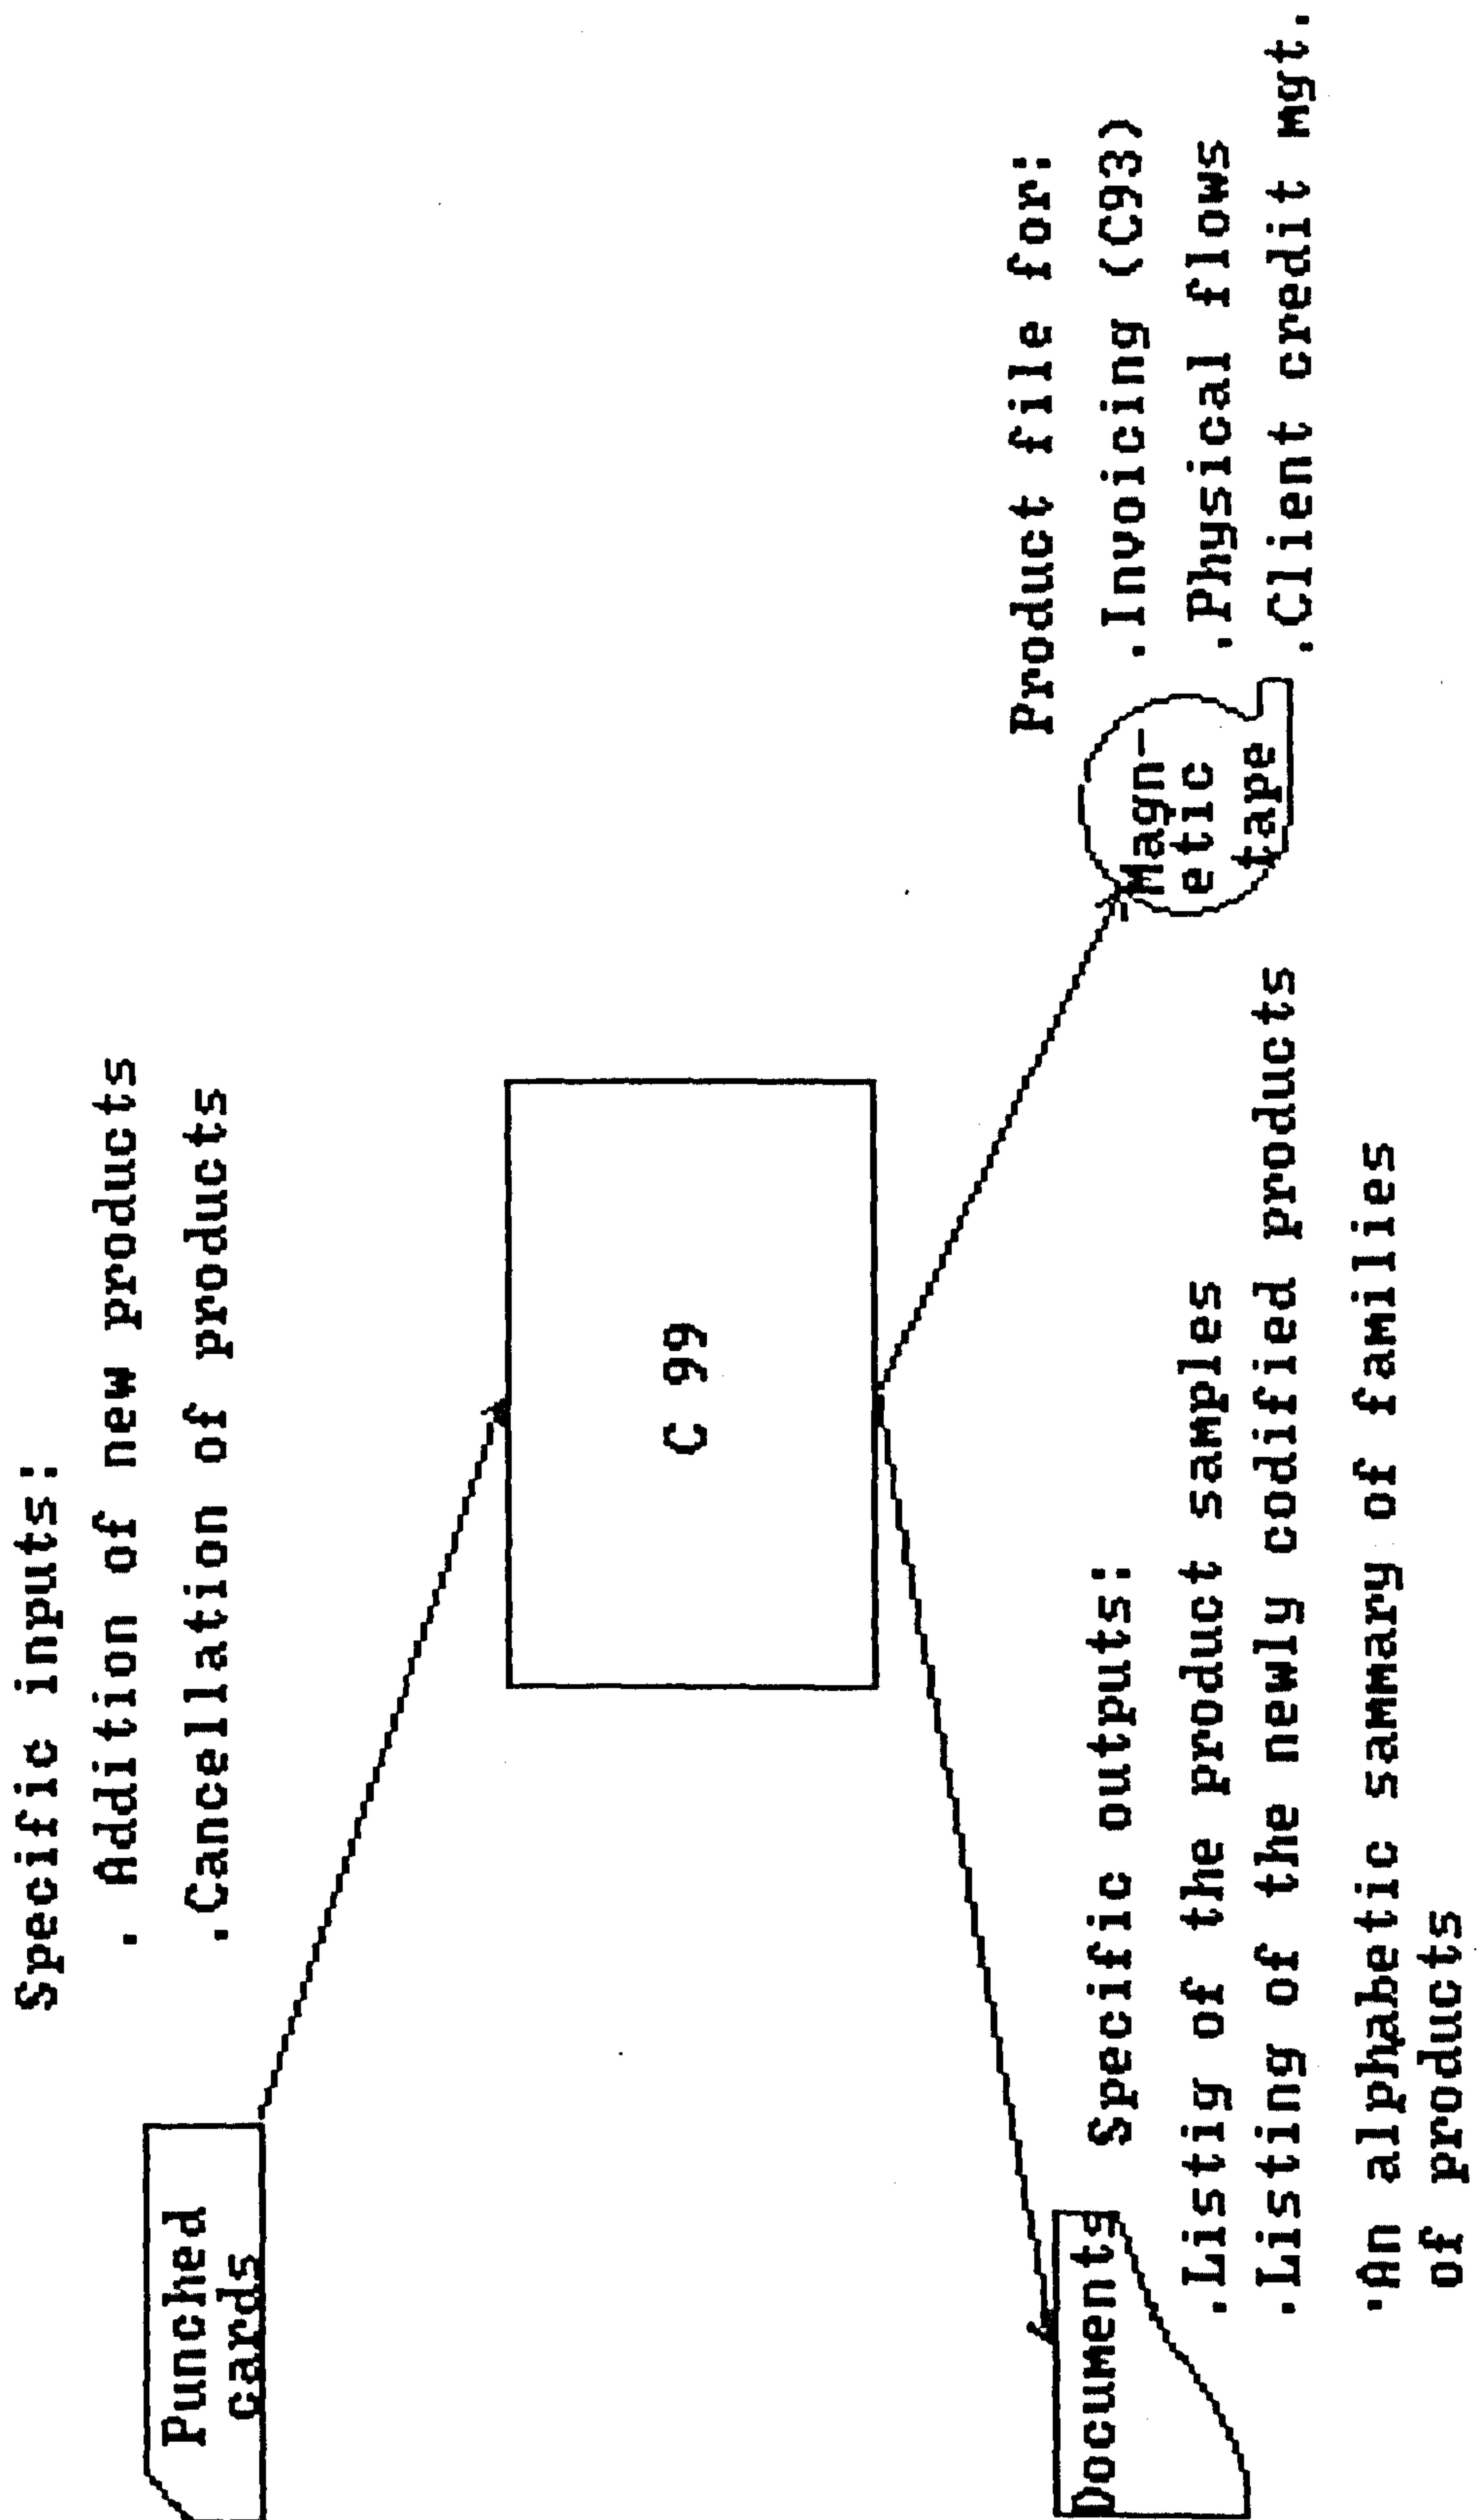 Specific inputs:
. Addition of new products
.Cancellation of products
Punched
cards
C 99
Specific outputs:
Documents
.Listig of the product samples
.Listing of the newly codified products
.An alphabetic sammary of families
of products
Product file for:
.Invoicing (C93)
.Physical flows
.Client credit mgt.
Magn-
etic
tape